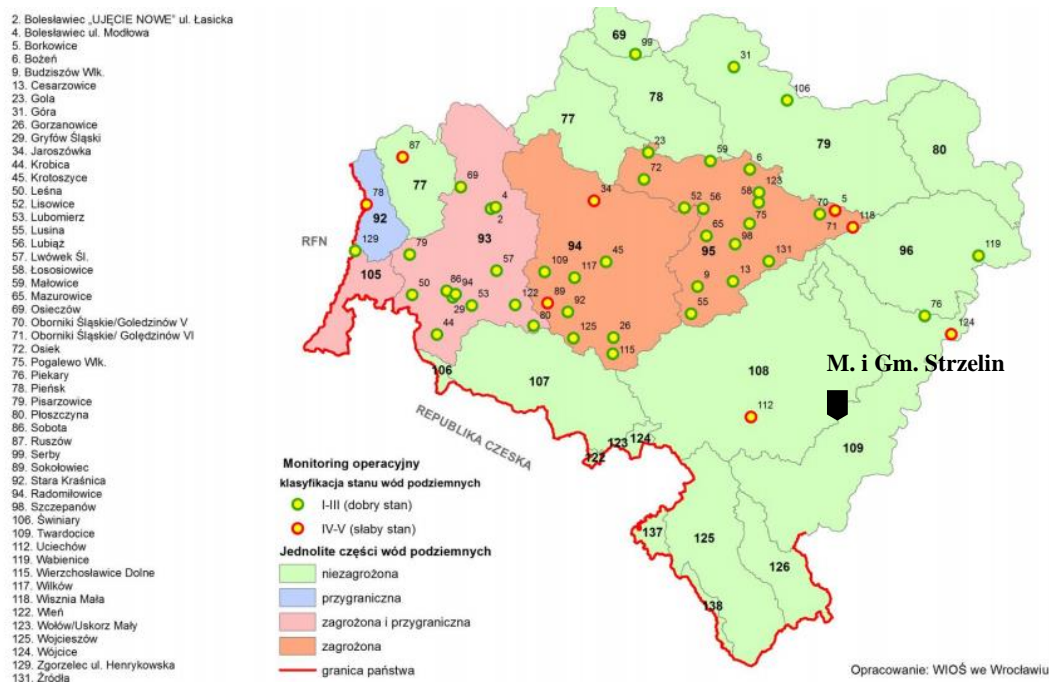 2. Bolesławiec „UJĘCIE NOWE" ul. Łasicka
4. Bolesławiec ul. Modłowa
5. Borkowice
6. Bożeń
9. Budziszów Wlk.
13. Cesarzowice
23. Gola
31. Góra
26. Gorzanowice
29. Gryfów Śląski
34. Jaroszówka
44. Krobica
45. Krotoszyce
50. Leśna
52. Lisowice
53. Lubomierz
55. Lusina
56. Lubiąż
57. Lwówek Śl.
58. Łososiowice
59. Małowice
65. Mazurowice
69. Osieczów
70. Oborniki Śląskie/Goledzinów V
71. Oborniki Śląskie/ Golędzinów VI
72. Osiek
75. Pogalewo Wlk.
76. Piekary
78. Pieńsk
79. Pisarzowice
80. Płoszczyna
86. Sobota
87. Ruszów
99. Serby
89. Sokołowiec
92. Stara Kraśnica
94. Radomiłowice
98. Szczepanów
106. Świniary
109. Twardocice
112. Uciechów
119. Wabienice
115. Wierzchosławice Dolne
117. Wilków
118. Wisznia Mała
122. Wleń
123. Wołów/Uskorz Mały
125. Wojcieszów
124. Wójcice
129. Zgorzelec ul. Henrykowska
131. Źródła
69
99
31
106
78
77
79
80
87
77
23
72
59
6
123
58
69
4
2
34
52
56
75
70
5
71
118
78
92
129
RFN
105
79
93
57
94
45
65
98
95
131
96
119
109
117
50
86
94
29
53
122
89
92
9
13
55
76
124
44
80
125
26
115
M. i Gm. Strzelin
106
107
108
112
109
REPUBLIKA CZESKA
122
123
124
137
125
126
138
Monitoring operacyjny
klasyfikacja stanu wód podziemnych
I-III (dobry stan)
IV-V (słaby stan)
Jednolite części wód podziemnych
niezagrożona
przygraniczna
zagrożona i przygraniczna
zagrożona
granica państwa
Opracowanie: WIOŚ we Wrocławiu